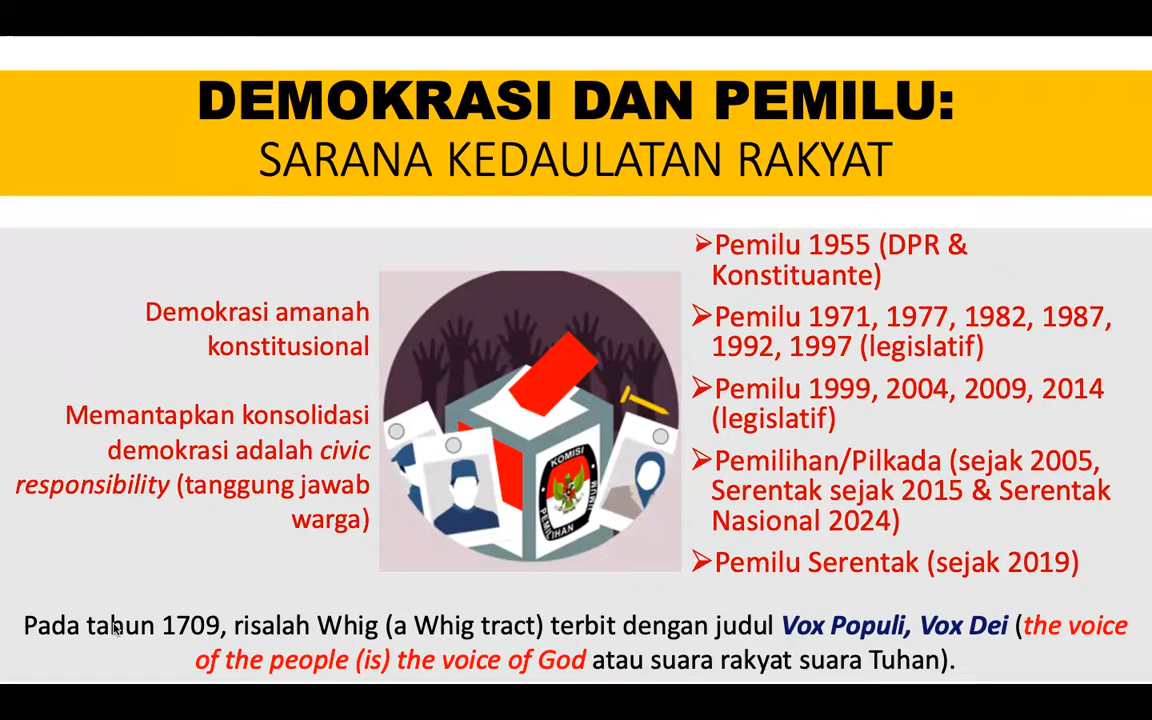 DEMOKRASI DAN PEMILU:
SARANA KEDAULATAN RAKYAT
Demokrasi amanah
konstitusional
Memantapkan konsolidasi
demokrasi adalah civic
responsibility (tanggung jawab
warga)
KOMISI
PEMILIHAN UMUM
➢Pemilu 1955 (DPR &
Konstituante)
➢Pemilu 1971, 1977, 1982, 1987,
1992, 1997 (legislatif)
➢Pemilu 1999, 2004, 2009, 2014
(legislatif)
➢Pemilihan/Pilkada (sejak 2005,
Serentak sejak 2015 & Serentak
Nasional 2024)
➢Pemilu Serentak (sejak 2019)
Pada tahun 1709, risalah Whig (a Whig tract) terbit dengan judul Vox Populi, Vox Dei (the voice
of the people (is) the voice of God atau suara rakyat suara Tuhan).